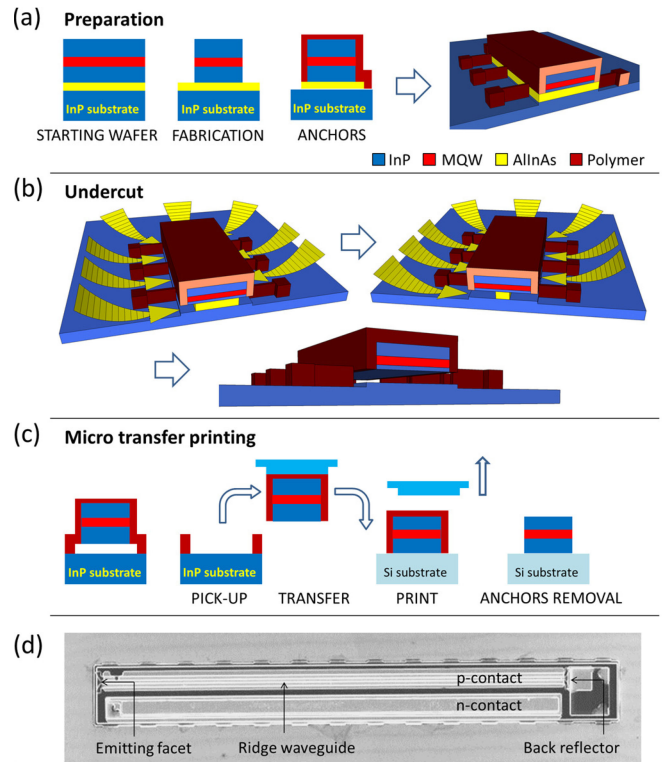 (a) Preparation
InP substrate InP substrate InP substrate
STARTING WAFER FABRICATION ANCHORS
InP MQW AlInAs Polymer
(b) Undercut
(c) Micro transfer printing
InP substrate InP substrate Si substrate Si substrate
PICK-UP TRANSFER PRINT ANCHORS REMOVAL
(d)
p-contact
n-contact
Emitting facet Ridge waveguide Back reflector